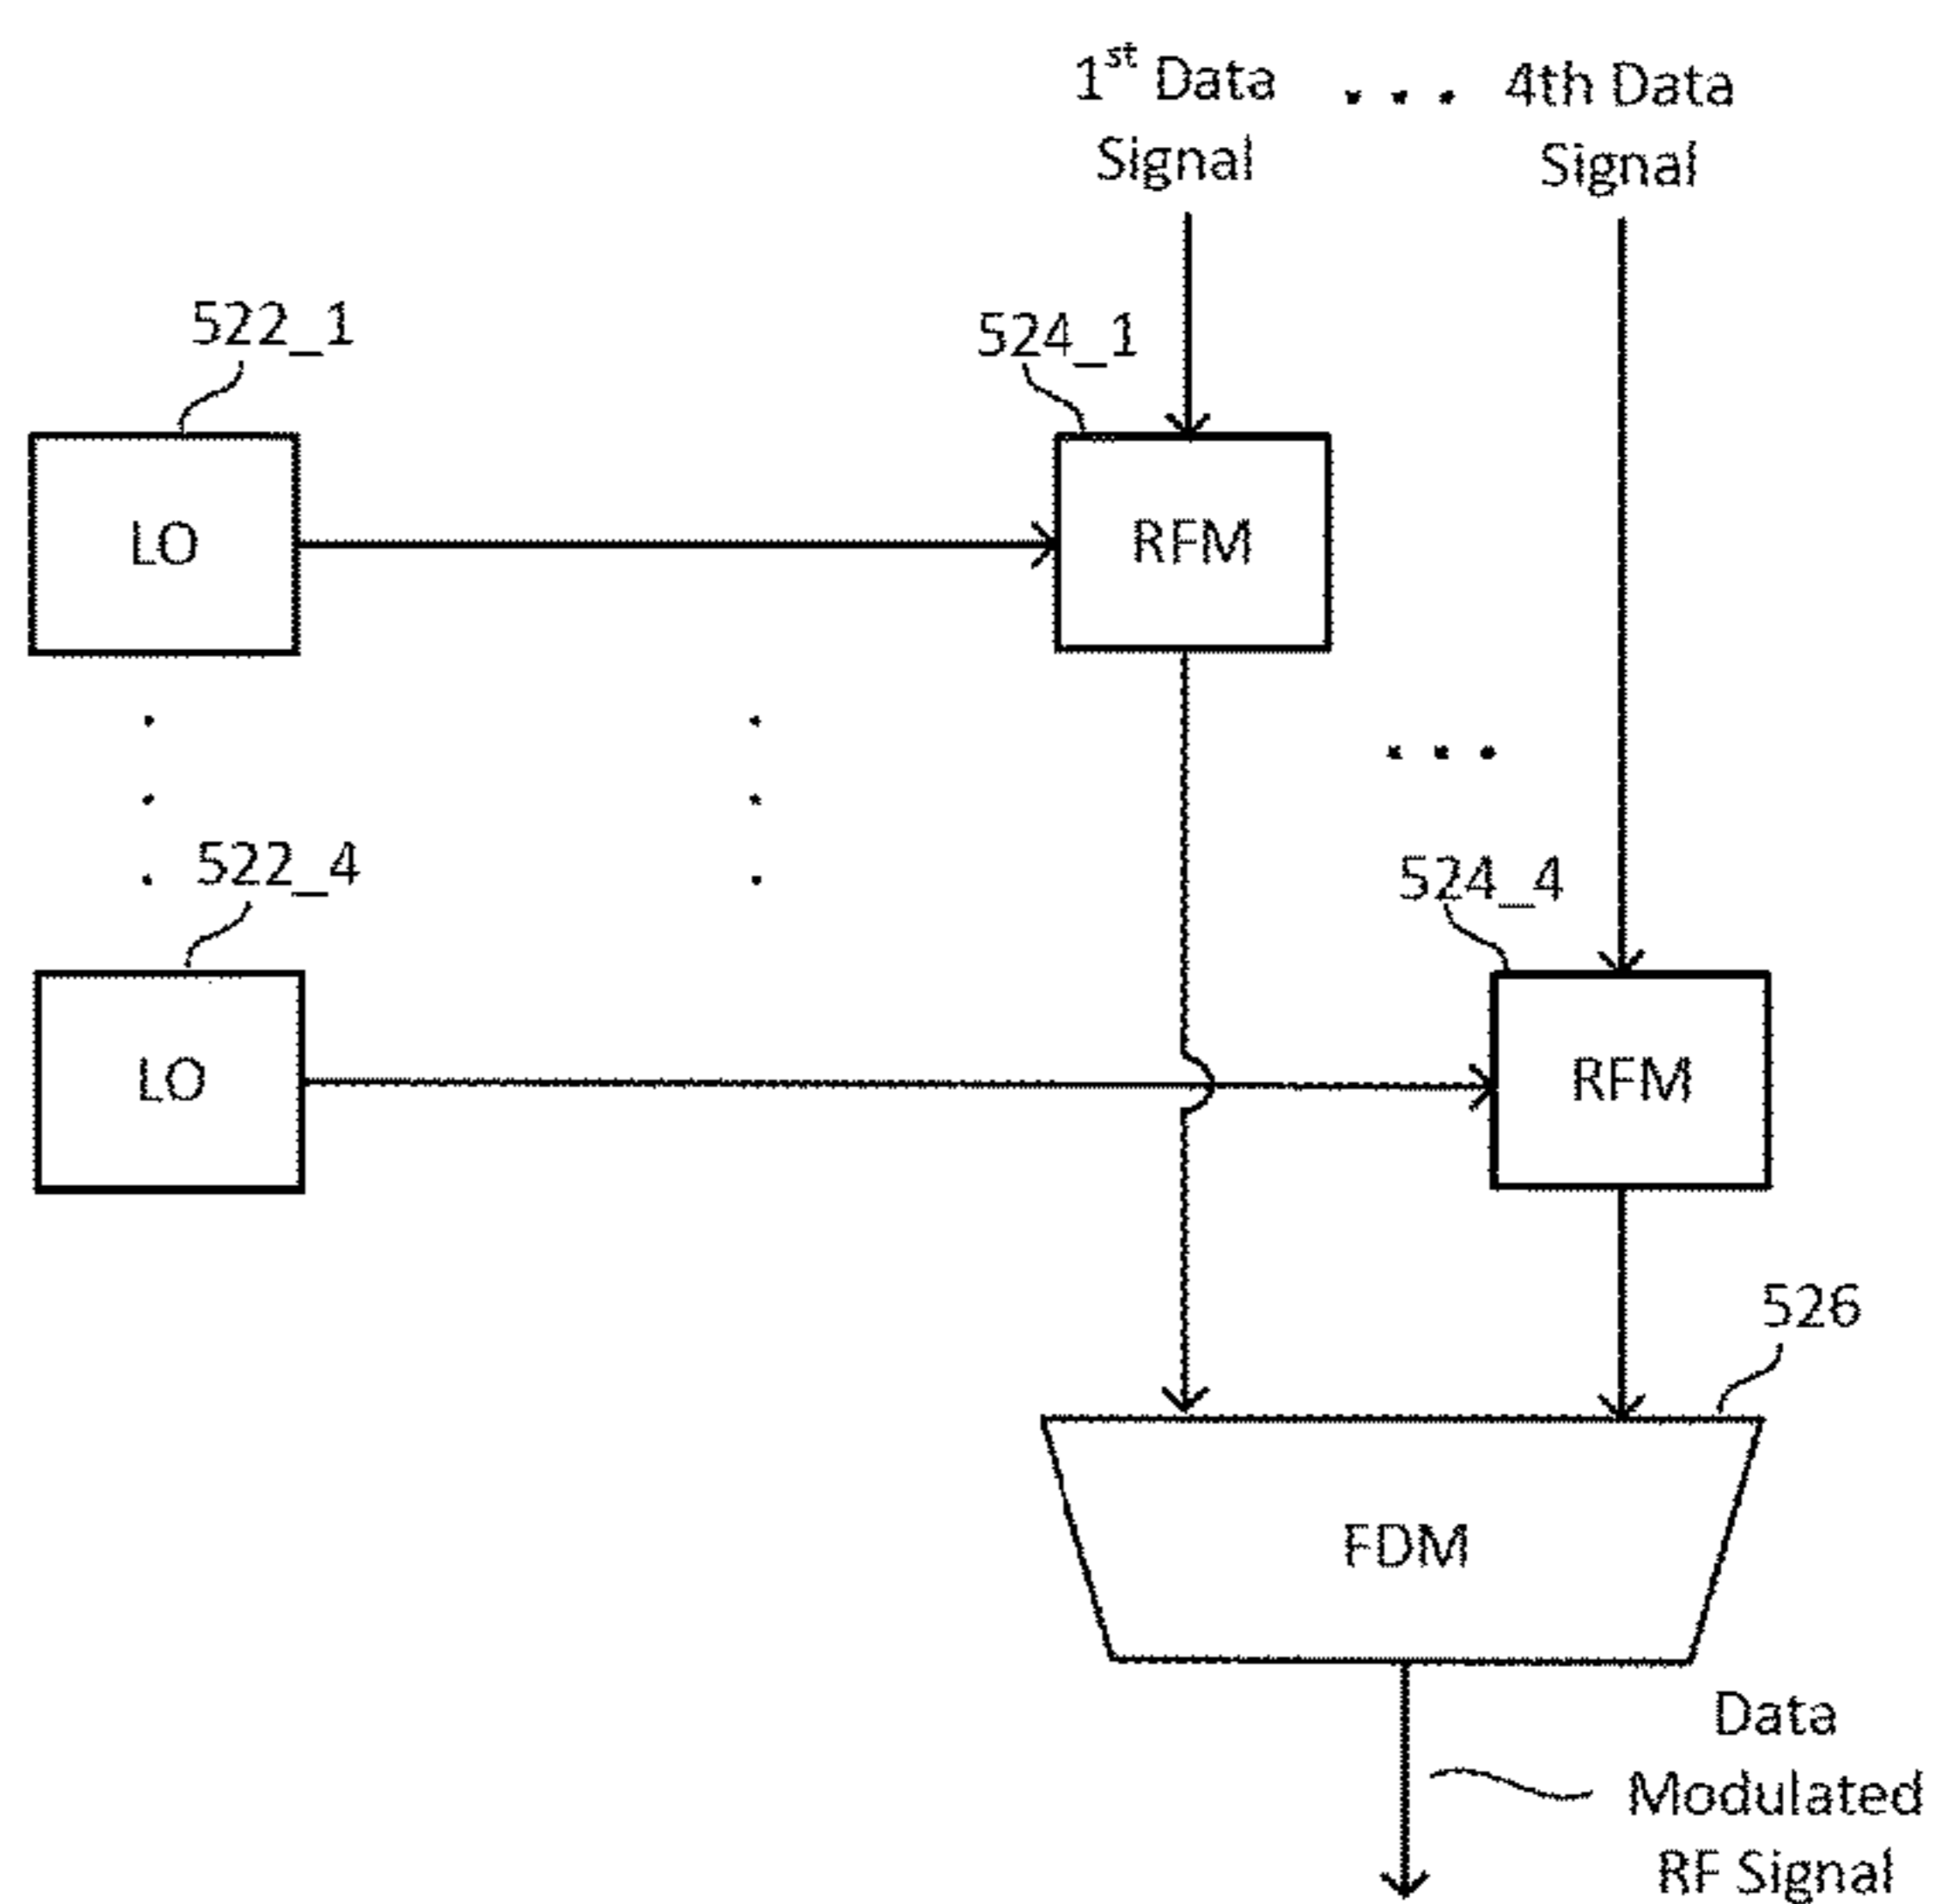 1st Data ... 4th Data
Signal Signal
522_1
524_1
LO
RFM
522_4
524_4
LO
RFM
526
FDM
Data
Modulated
RF Signal